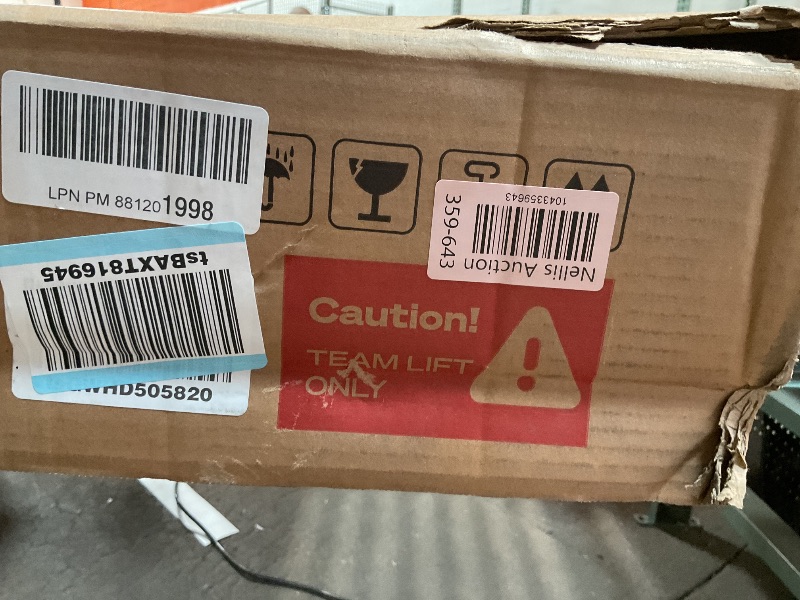 LPN PM 881201998
tsBAXT816945
WHD505820
1043359643
359-643
Nellis Auction
Caution!
TEAM LIFT
ONLY